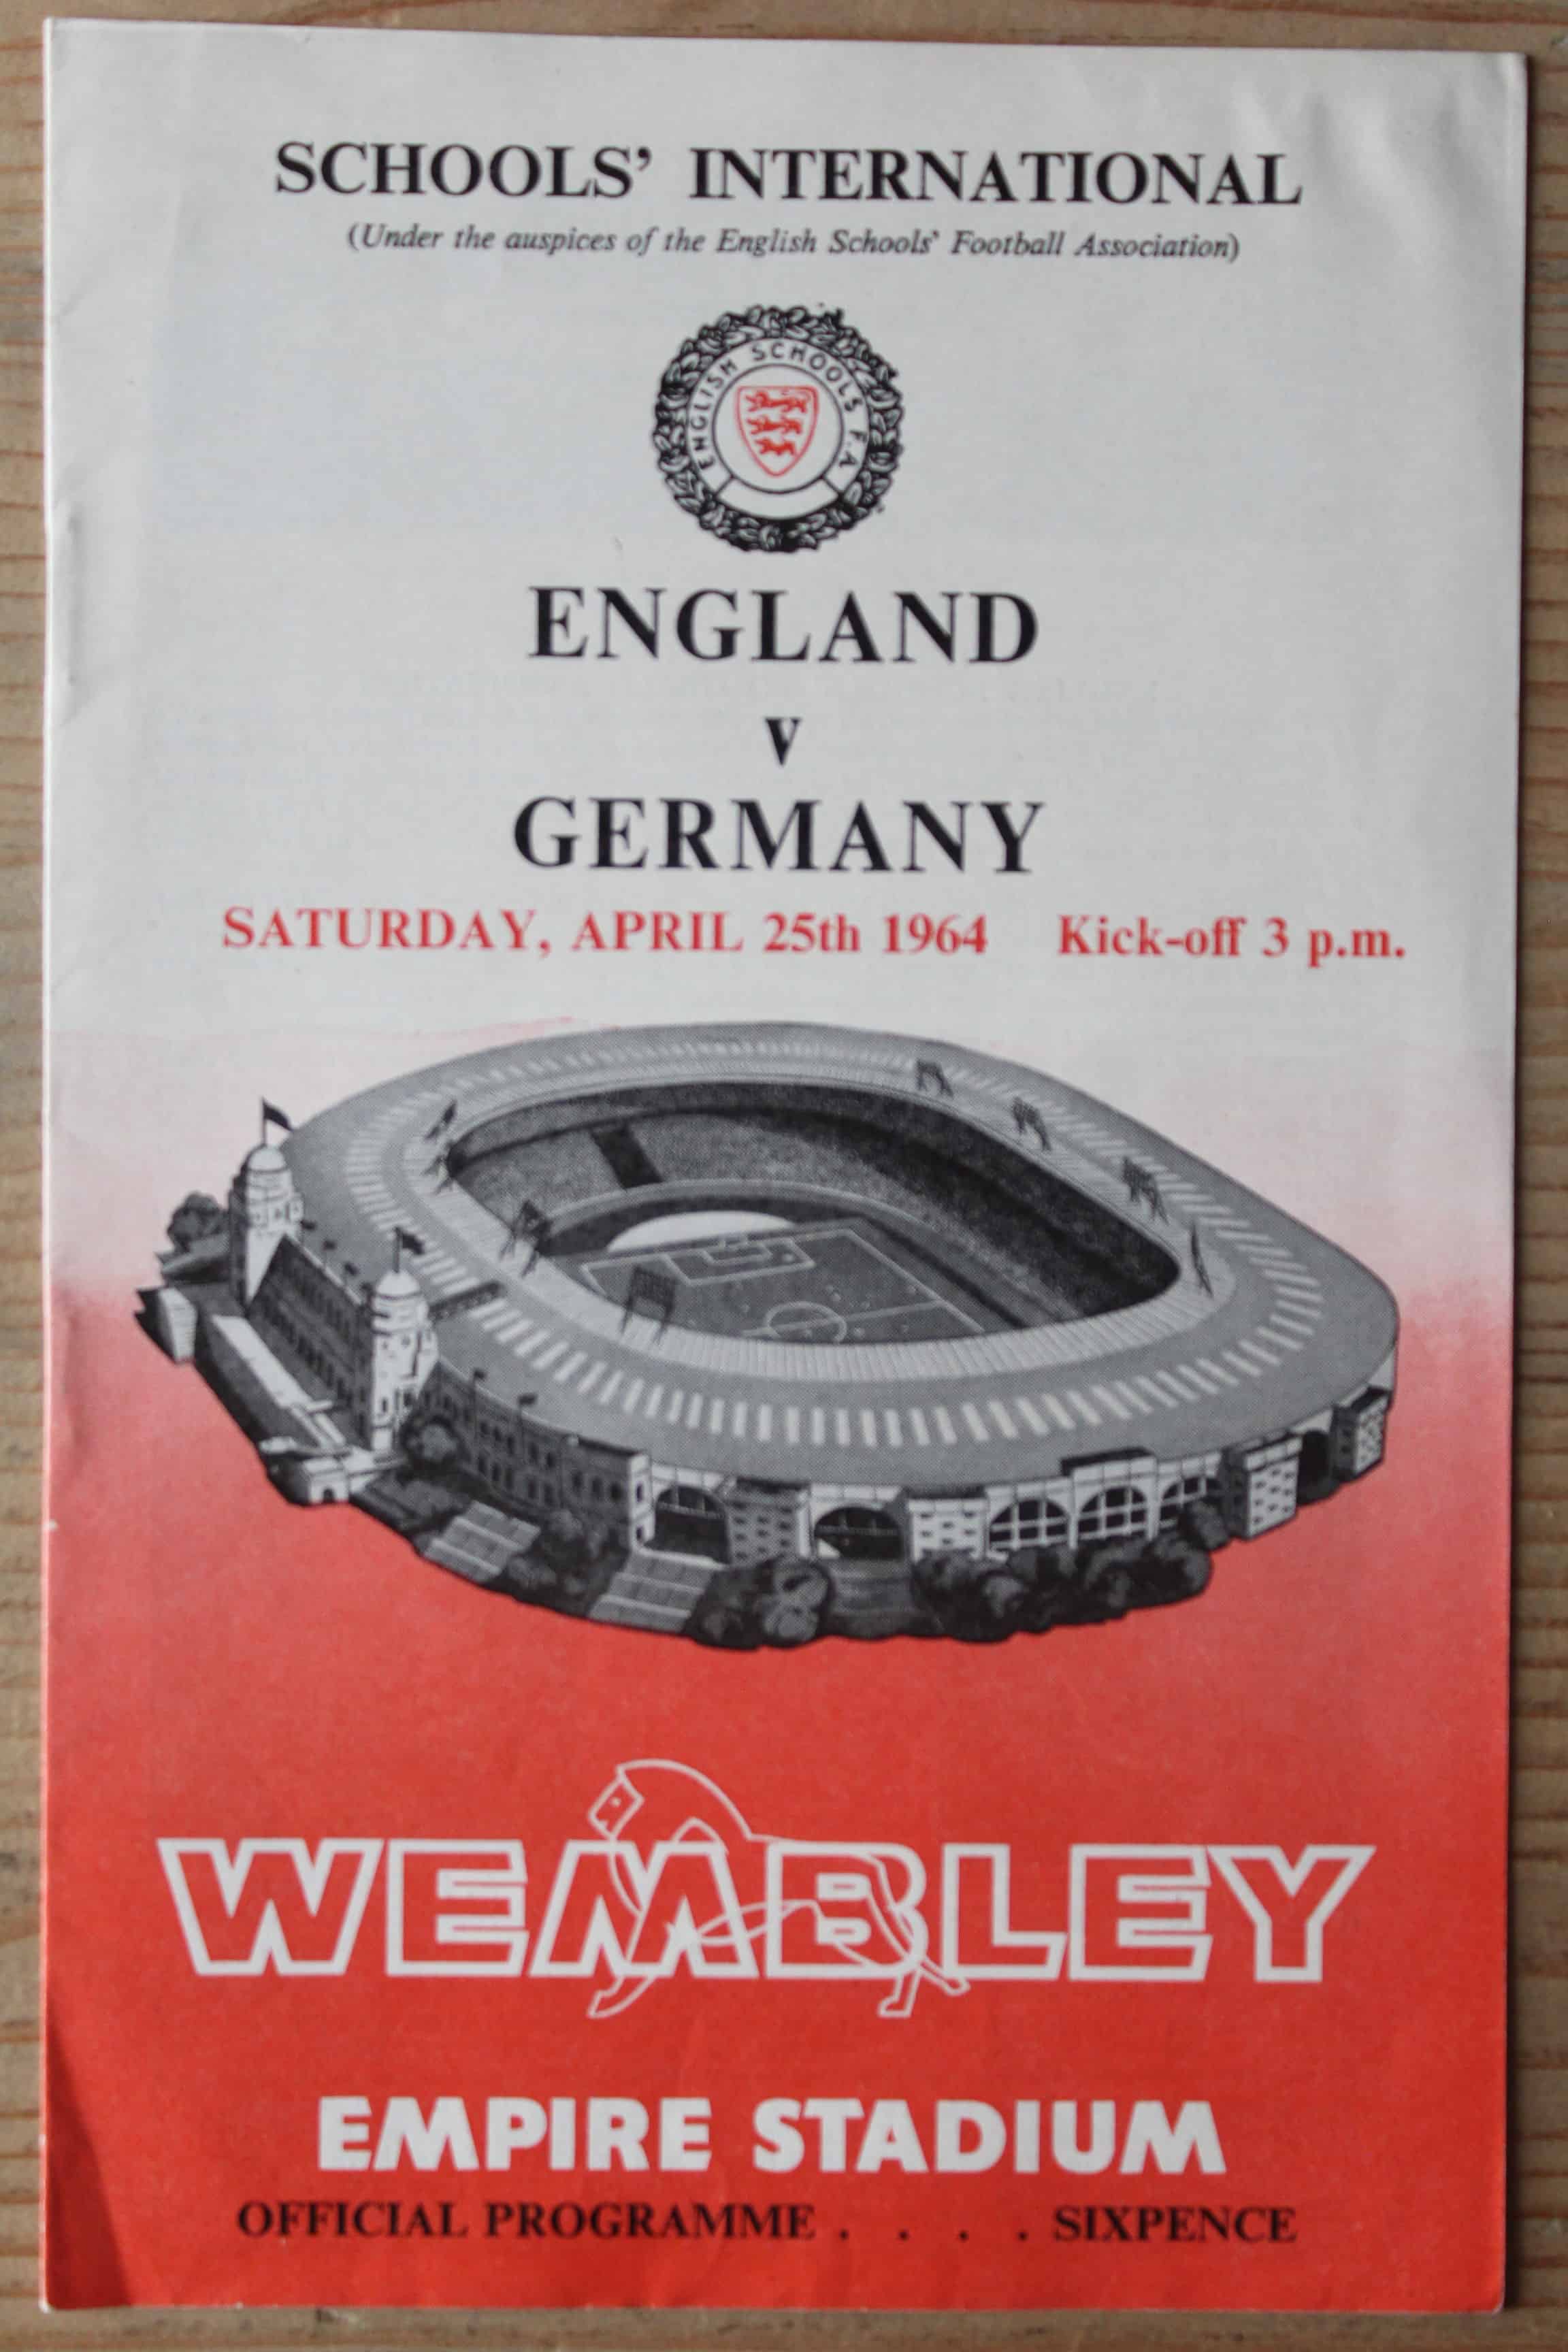 SCHOOLS' INTERNATIONAL
(Under the auspices of the English Schools' Football Association)
ENGLISH SCHOOLS F.A.
ENGLAND
v
GERMANY
SATURDAY, APRIL 25th 1964 Kick-off 3 p.m.
WEMBLEY
EMPIRE STADIUM
OFFICIAL PROGRAMME . . . . SIXPENCE